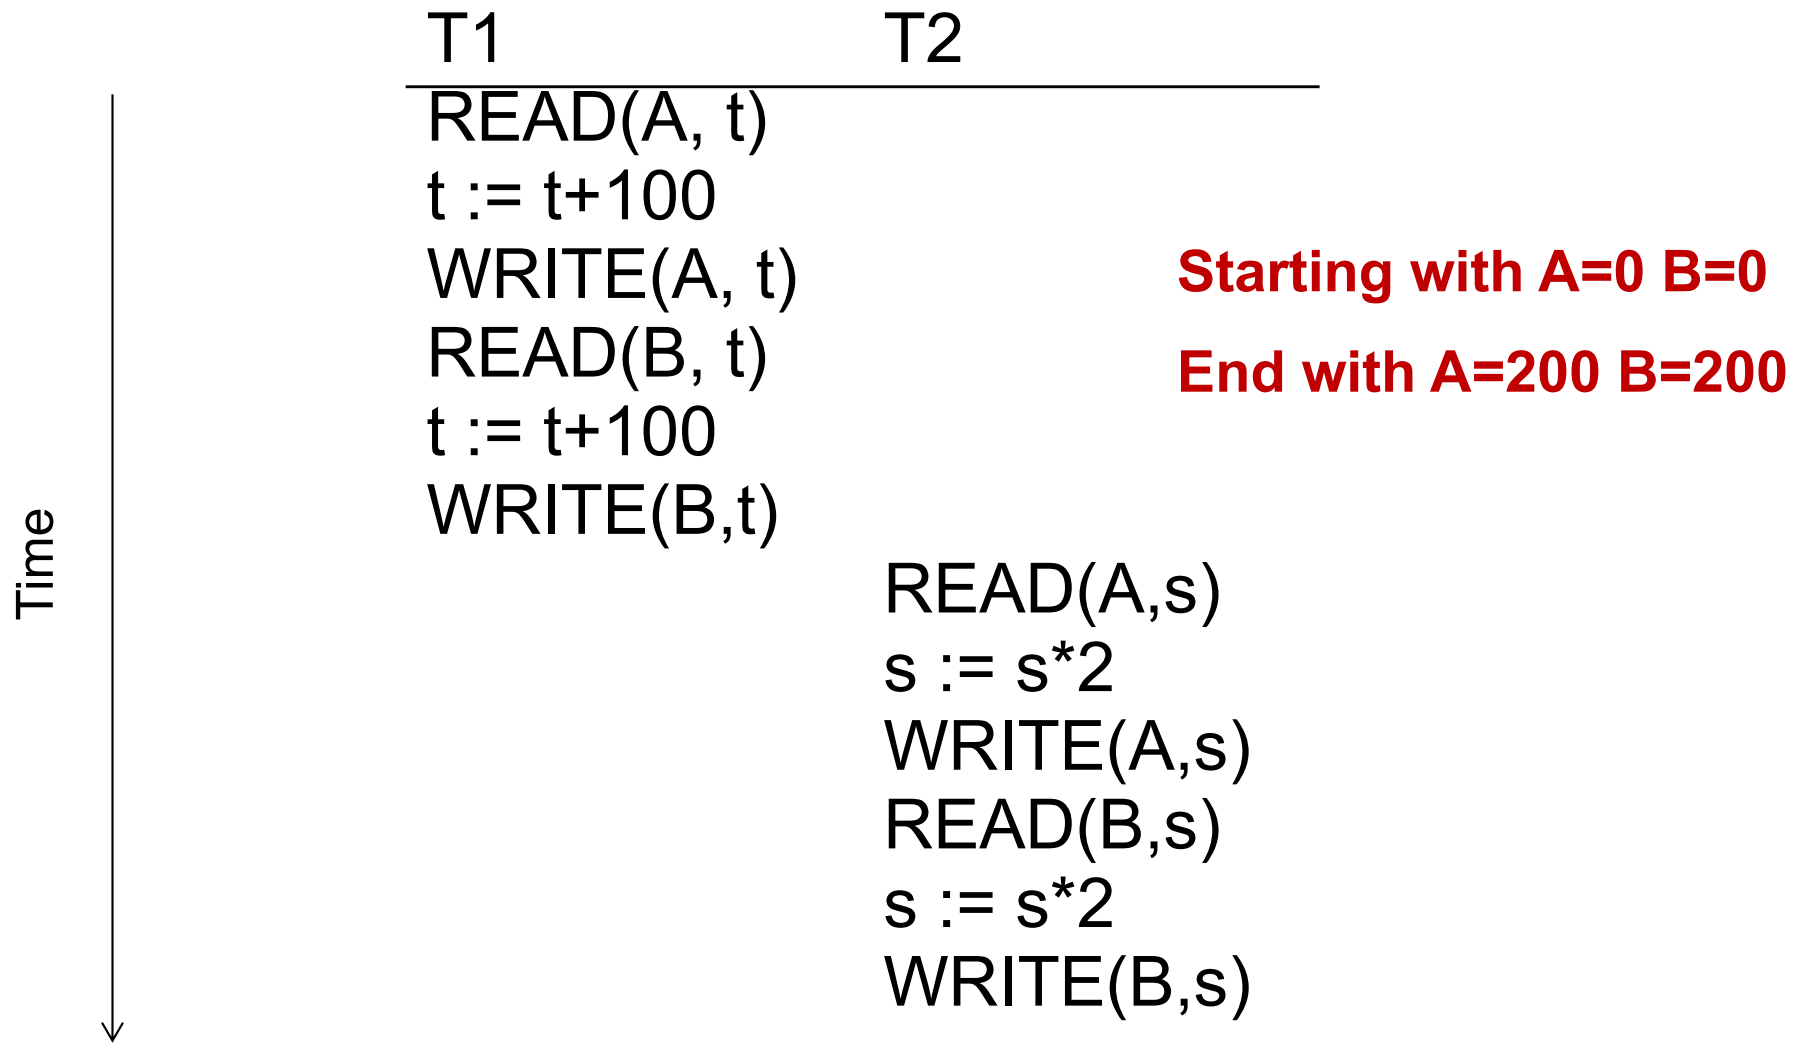 T1 T2
READ(A, t)
t := t+100
WRITE(A, t)
READ(B, t)
t := t+100
WRITE(B,t)
READ(A,s)
s := s*2
WRITE(A,s)
READ(B,s)
s := s*2
WRITE(B,s)
Starting with A=0 B=0
End with A=200 B=200
Time